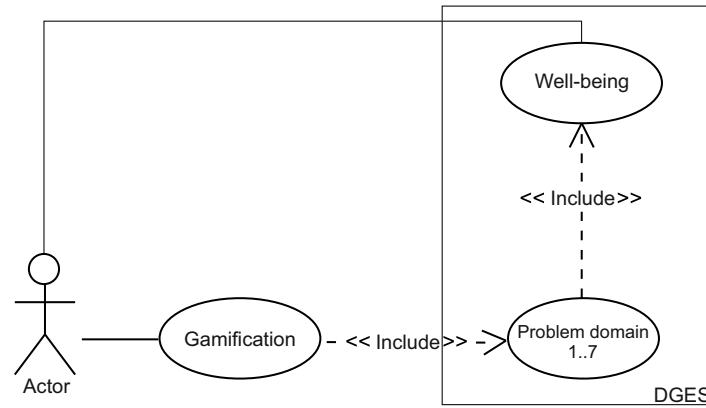 Well-being
<< Include>>
Gamification
<< Include>>
Problem domain
1..7
Actor
DGES